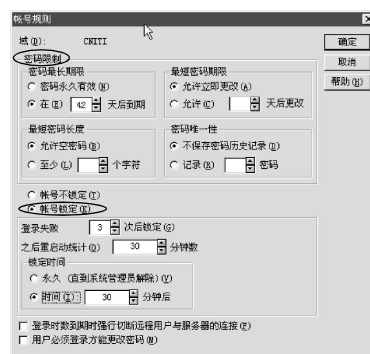 帐号规则
域(D): CNITI
确定
取消
帮助(H)
密码限制
密码最长期限
密码永久有效(W)
在(E) 42 天后到期
最短密码期限
允许立即更改(A)
允许(C) 天后更改
最短密码长度
允许空密码(B)
至少(L) 个字符
密码唯一性
不保存密码历史记录(D)
记录(R) 密码
帐号不锁定(T)
帐号锁定(K)
登录失败 3 次后锁定(G)
之后重启动统计(O) 30 分钟数
锁定时间
永久 (直到系统管理员解除)(V)
时间(I): 30 分钟后
登录时数到期时强行切断远程用户与服务器的连接(F)
用户必须登录方能更改密码(N)